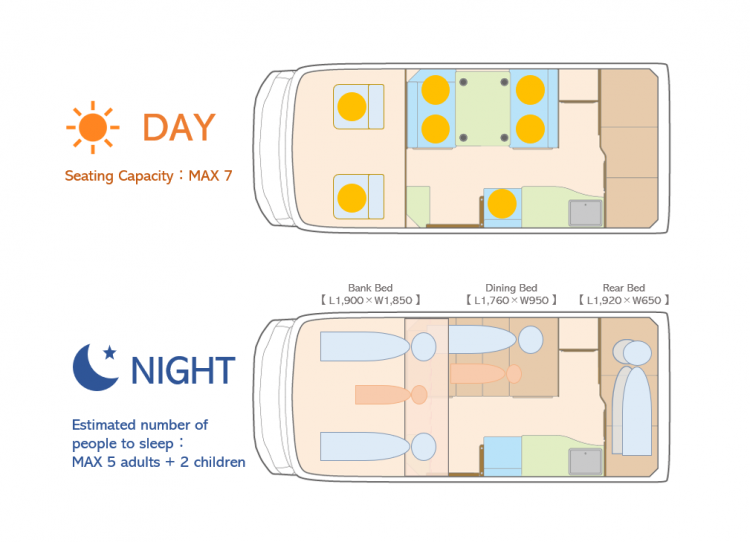 DAY
Seating Capacity：MAX 7
Bank Bed
【 L1,900×W1,850 】
Dining Bed
【 L1,760×W950 】
Rear Bed
【 L1,920×W650 】
NIGHT
Estimated number of
people to sleep：
MAX 5 adults + 2 children